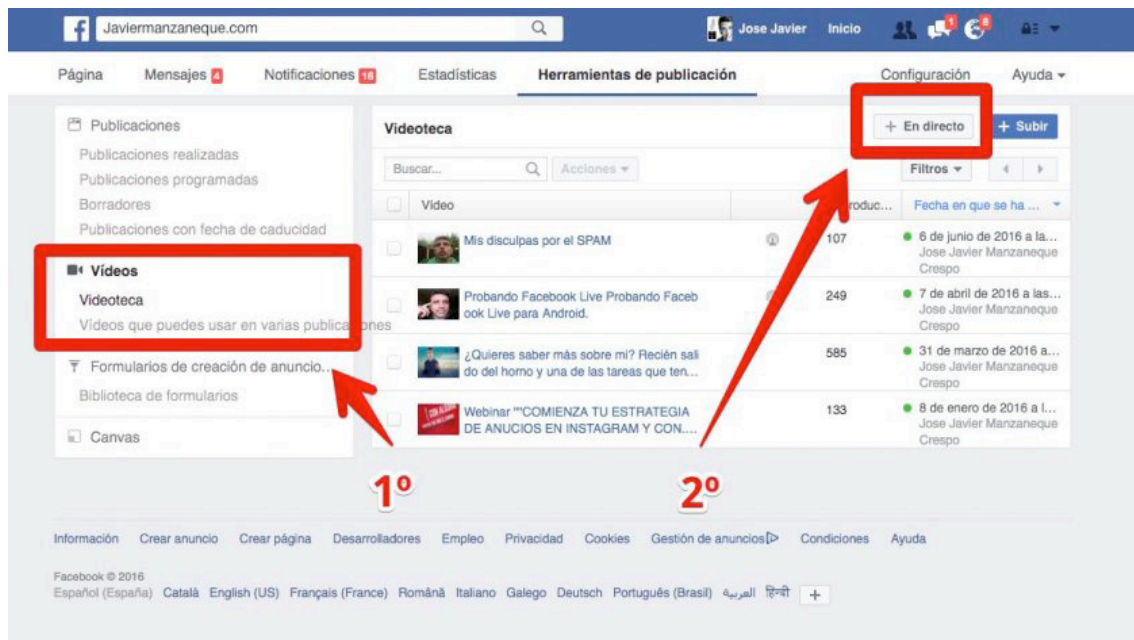 Javiermanzaneque.com
Jose Javier Inicio 1 8
Página Mensajes 4 Notificaciones 16 Estadísticas Herramientas de publicación Configuración Ayuda
Publicaciones
Publicaciones realizadas
Publicaciones programadas
Borradores
Publicaciones con fecha de caducidad
Vídeos
Videoteca
Vídeos que puedes usar en varias publicaciones
Formularios de creación de anuncio...
Biblioteca de formularios
Canvas
Videoteca
+ En directo + Subir
Buscar... Acciones Filtros
Vídeo roduc... Fecha en que se ha ...
Mis disculpas por el SPAM 107 6 de junio de 2016 a la...
Jose Javier Manzaneque
Crespo
Probando Facebook Live Probando Faceb 249 7 de abril de 2016 a las...
ook Live para Android. Jose Javier Manzaneque
Crespo
¿Quieres saber más sobre mi? Recién sali 585 31 de marzo de 2016 a...
do del horno y una de las tareas que ten... Jose Javier Manzaneque
Crespo
Webinar ""COMIENZA TU ESTRATEGIA 133 8 de enero de 2016 a l...
DE ANUCIOS EN INSTAGRAM Y CON.... Jose Javier Manzaneque
Crespo
1º 2º
Información Crear anuncio Crear página Desarrolladores Empleo Privacidad Cookies Gestión de anuncios Condiciones Ayuda
Facebook © 2016
Español (España) Català English (US) Français (France) Română Italiano Galego Deutsch Português (Brasil) العربية हिन्दी +